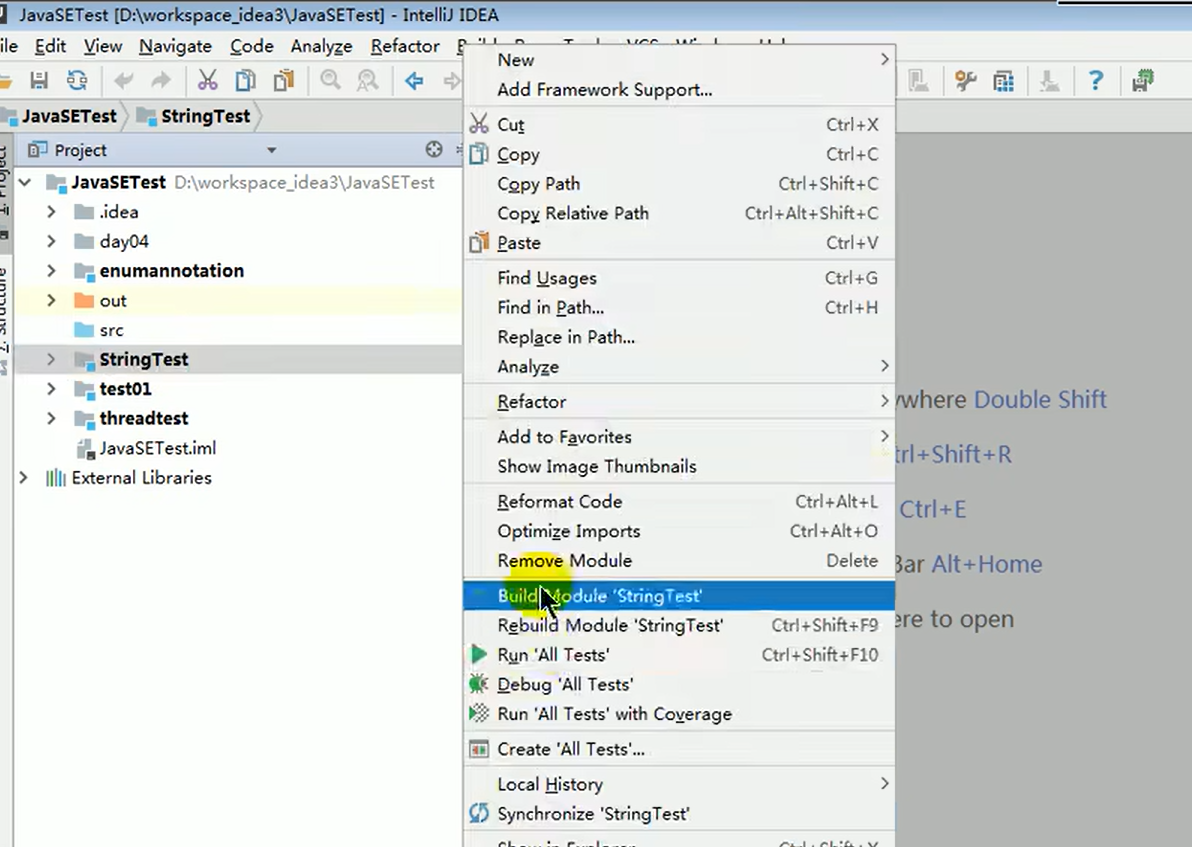 JavaSETest [D:\workspace_idea3\JavaSETest] - IntelliJ IDEA
Edit View Navigate Code Analyze Refactor
JavaSETest StringTest
Project
JavaSETest D:\workspace_idea3\JavaSETest
.idea
day04
enumannotation
out
src
StringTest
test01
threadtest
JavaSETest.iml
External Libraries
New
Add Framework Support...
Cut Ctrl+X
Copy Ctrl+C
Copy Path Ctrl+Shift+C
Copy Relative Path Ctrl+Alt+Shift+C
Paste Ctrl+V
Find Usages Ctrl+G
Find in Path... Ctrl+H
Replace in Path...
Analyze
Refactor
Add to Favorites
Show Image Thumbnails
Reformat Code Ctrl+Alt+L
Optimize Imports Ctrl+Alt+O
Remove Module Delete
Build Module 'StringTest'
Rebuild Module 'StringTest' Ctrl+Shift+F9
Run 'All Tests' Ctrl+Shift+F10
Debug 'All Tests'
Run 'All Tests' with Coverage
Create 'All Tests'...
Local History
Synchronize 'StringTest'
Double Shift
trl+Shift+R
Ctrl+E
Bar Alt+Home
ere to open
1: Project
Structure